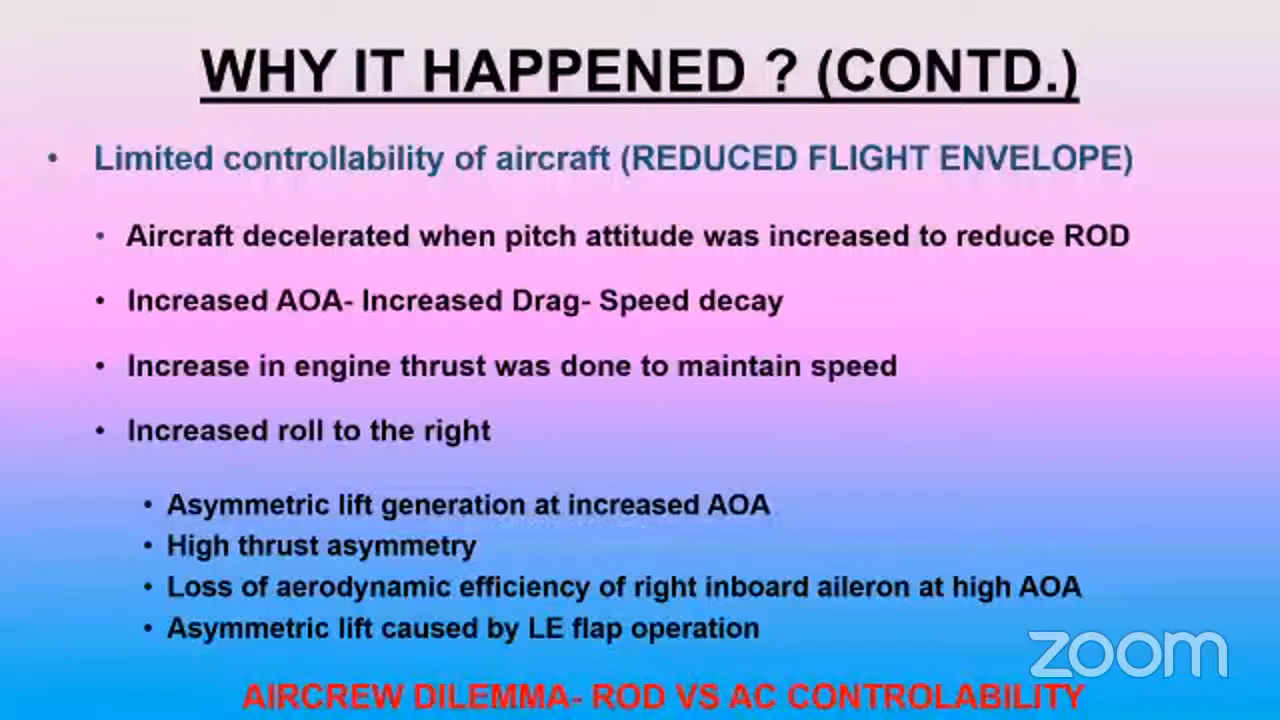 WHY IT HAPPENED ? (CONTD.)
• Limited controllability of aircraft (REDUCED FLIGHT ENVELOPE)
• Aircraft decelerated when pitch attitude was increased to reduce ROD
• Increased AOA- Increased Drag- Speed decay
• Increase in engine thrust was done to maintain speed
• Increased roll to the right
• Asymmetric lift generation at increased AOA
• High thrust asymmetry
• Loss of aerodynamic efficiency of right inboard aileron at high AOA
• Asymmetric lift caused by LE flap operation
zoom
AIRCREW DILEMMA- ROD VS AC CONTROLABILITY